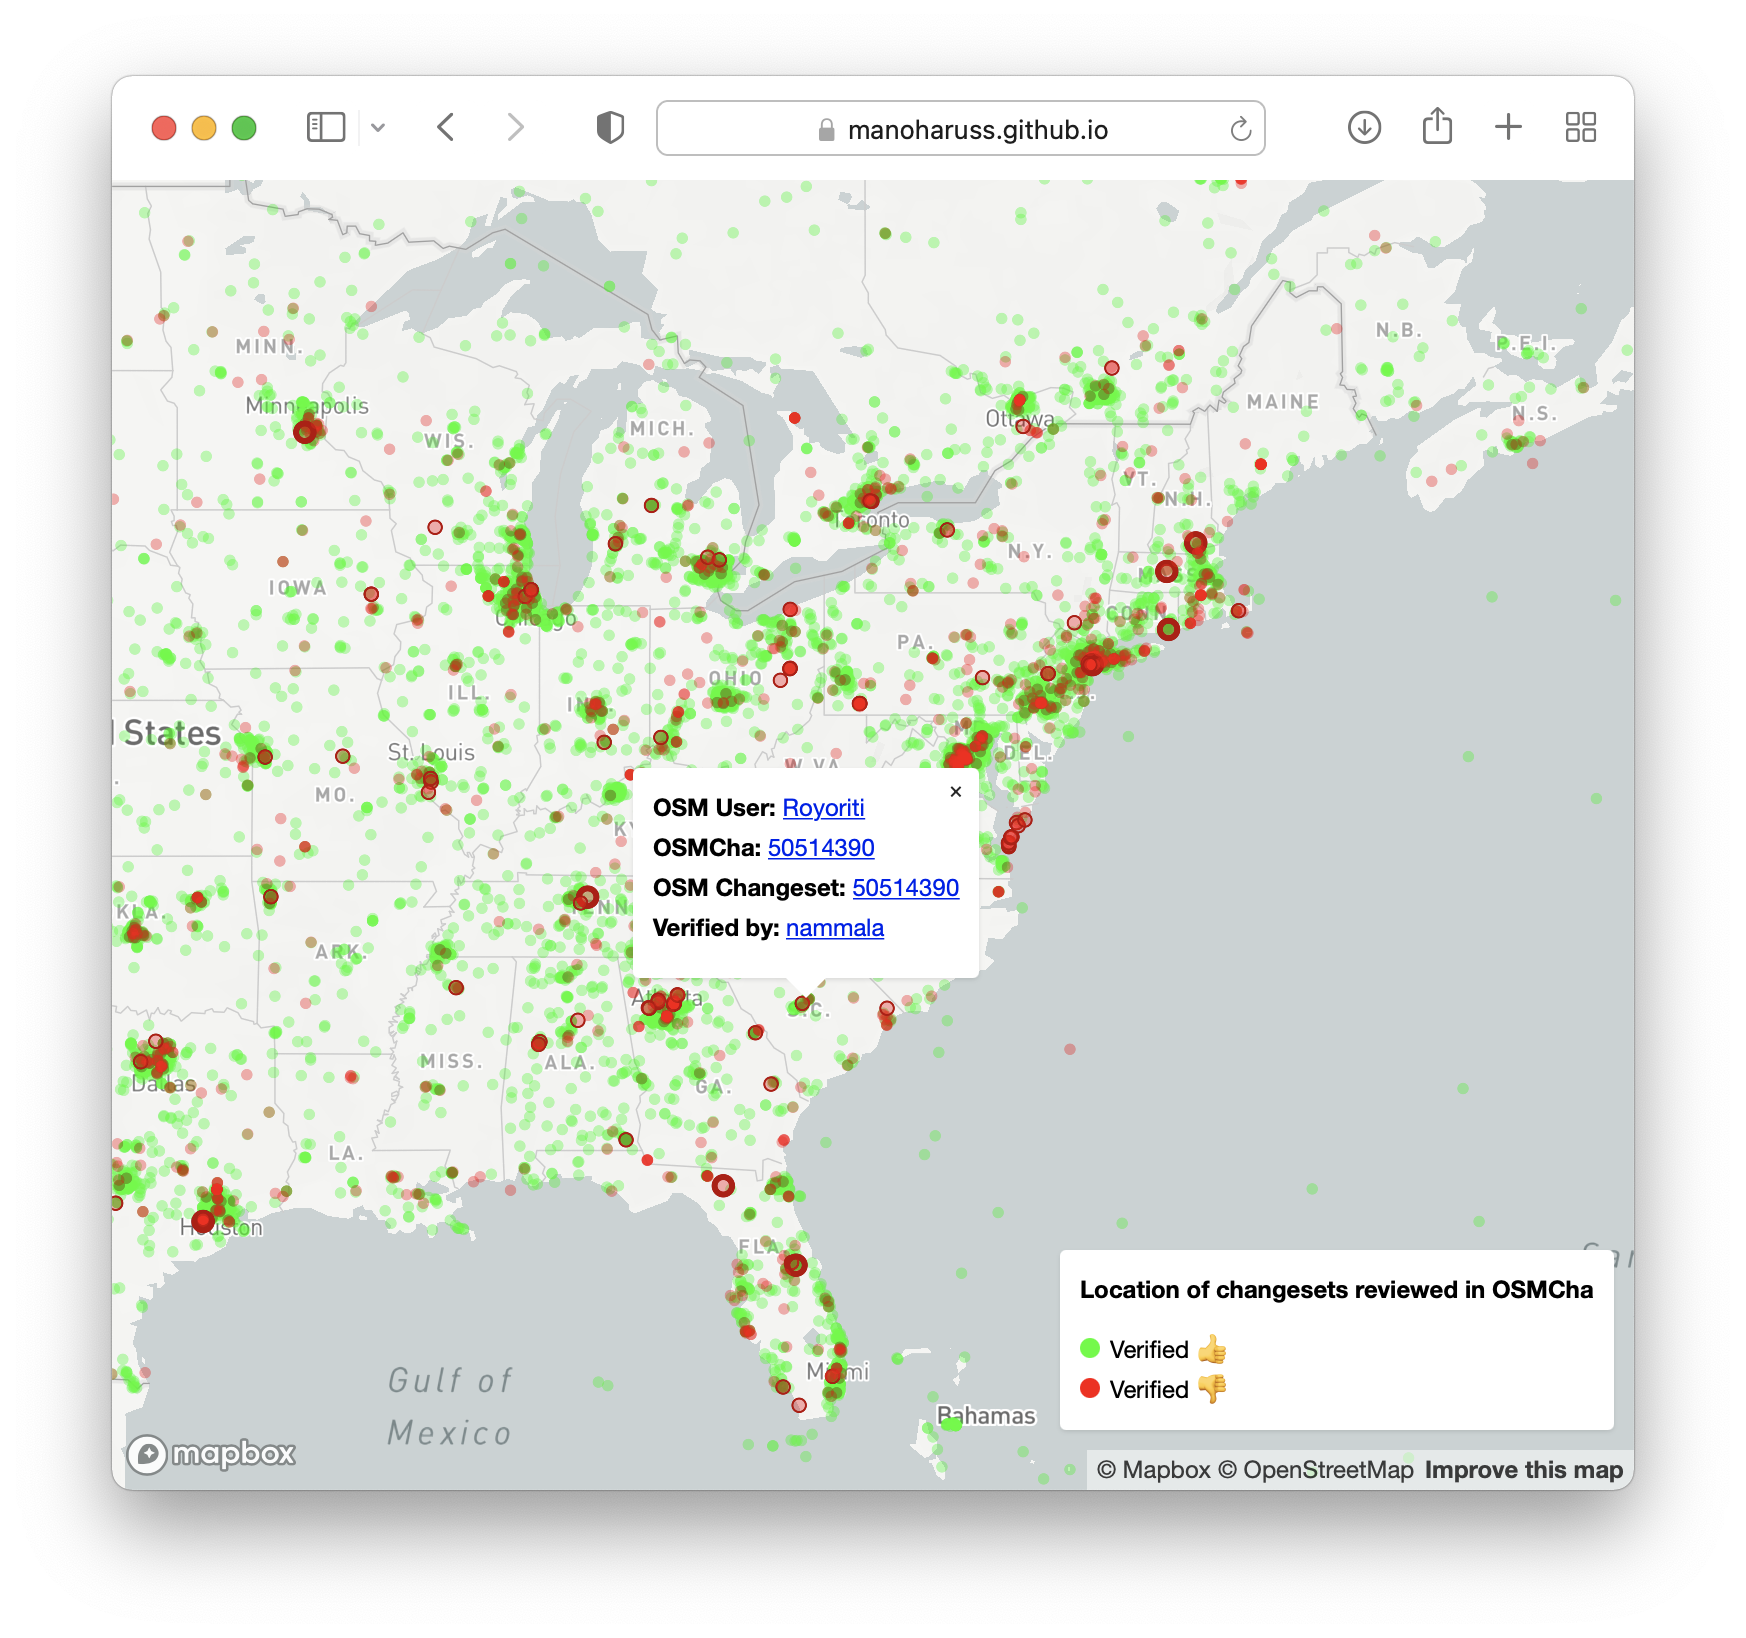 manoharuss.github.io
MINN.
Minneapolis
WIS.
MICH.
Ottawa
MAINE
N.B.
P.E.I.
N.S.
VT.
N.H.
Toronto
N.Y.
MASS.
CONN.
IOWA
Chicago
PA.
OHIO
ILL.
States
St. Louis
MO.
DEL.
W.VA.
OSM User: Royoriti
OSMCha: 50514390
OSM Changeset: 50514390
Verified by: nammala
×
TENN.
ARK.
Atlanta
S.C.
MISS.
ALA.
GA.
Dallas
LA.
Houston
FLA.
Miami
Gulf of
Mexico
Bahamas
Location of changesets reviewed in OSMCha
Verified 👍
Verified 👎
mapbox
© Mapbox © OpenStreetMap Improve this map